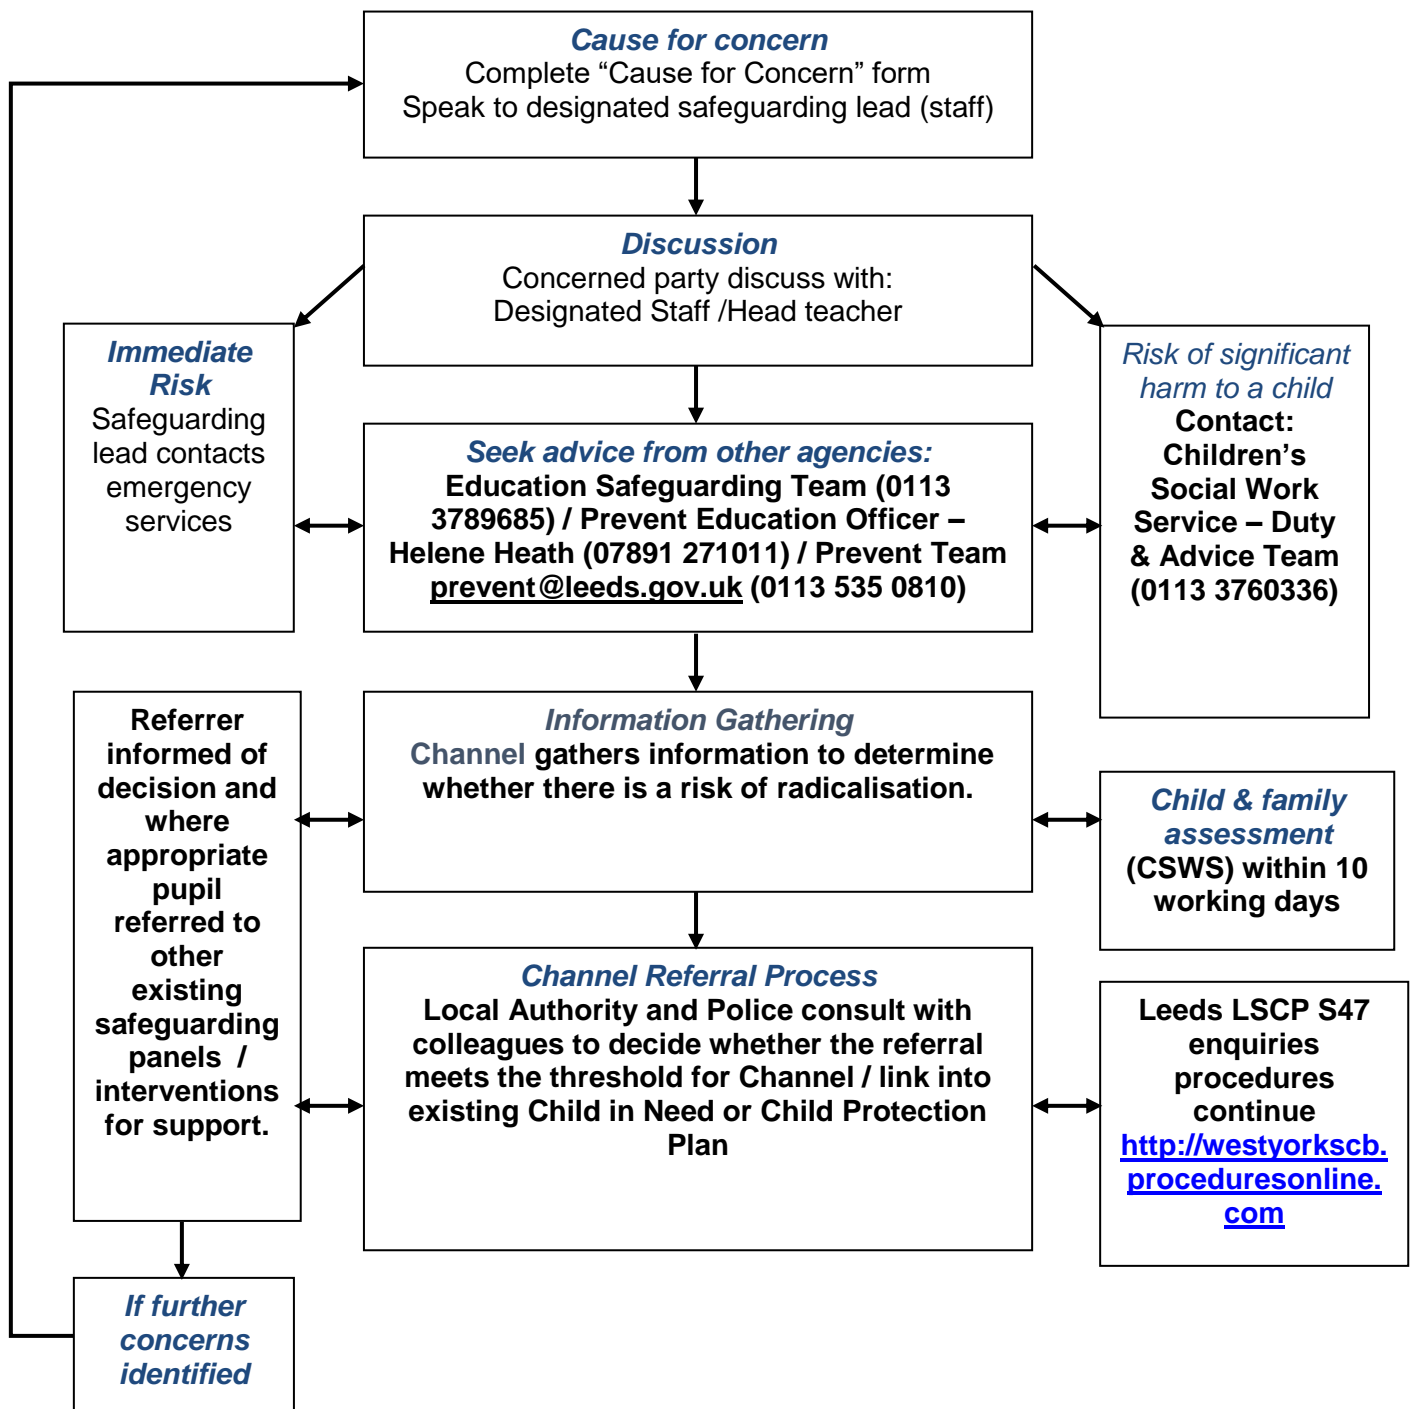 Cause for concern
Complete “Cause for Concern” form
Speak to designated safeguarding lead (staff)
Discussion
Concerned party discuss with:
Designated Staff /Head teacher
Immediate
Risk
Safeguarding
lead contacts
emergency
services
Seek advice from other agencies:
Education Safeguarding Team (0113
3789685) / Prevent Education Officer –
Helene Heath (07891 271011) / Prevent Team
prevent@leeds.gov.uk (0113 535 0810)
Risk of significant
harm to a child
Contact:
Children’s
Social Work
Service – Duty
& Advice Team
(0113 3760336)
Referrer
informed of
decision and
where
appropriate
pupil
referred to
other
existing
safeguarding
panels /
interventions
for support.
Information Gathering
Channel gathers information to determine
whether there is a risk of radicalisation.
Child & family
assessment
(CSWS) within 10
working days
Channel Referral Process
Local Authority and Police consult with
colleagues to decide whether the referral
meets the threshold for Channel / link into
existing Child in Need or Child Protection
Plan
Leeds LSCP S47
enquiries
procedures
continue
http://westyorkscb.
proceduresonline.
com
If further
concerns
identified